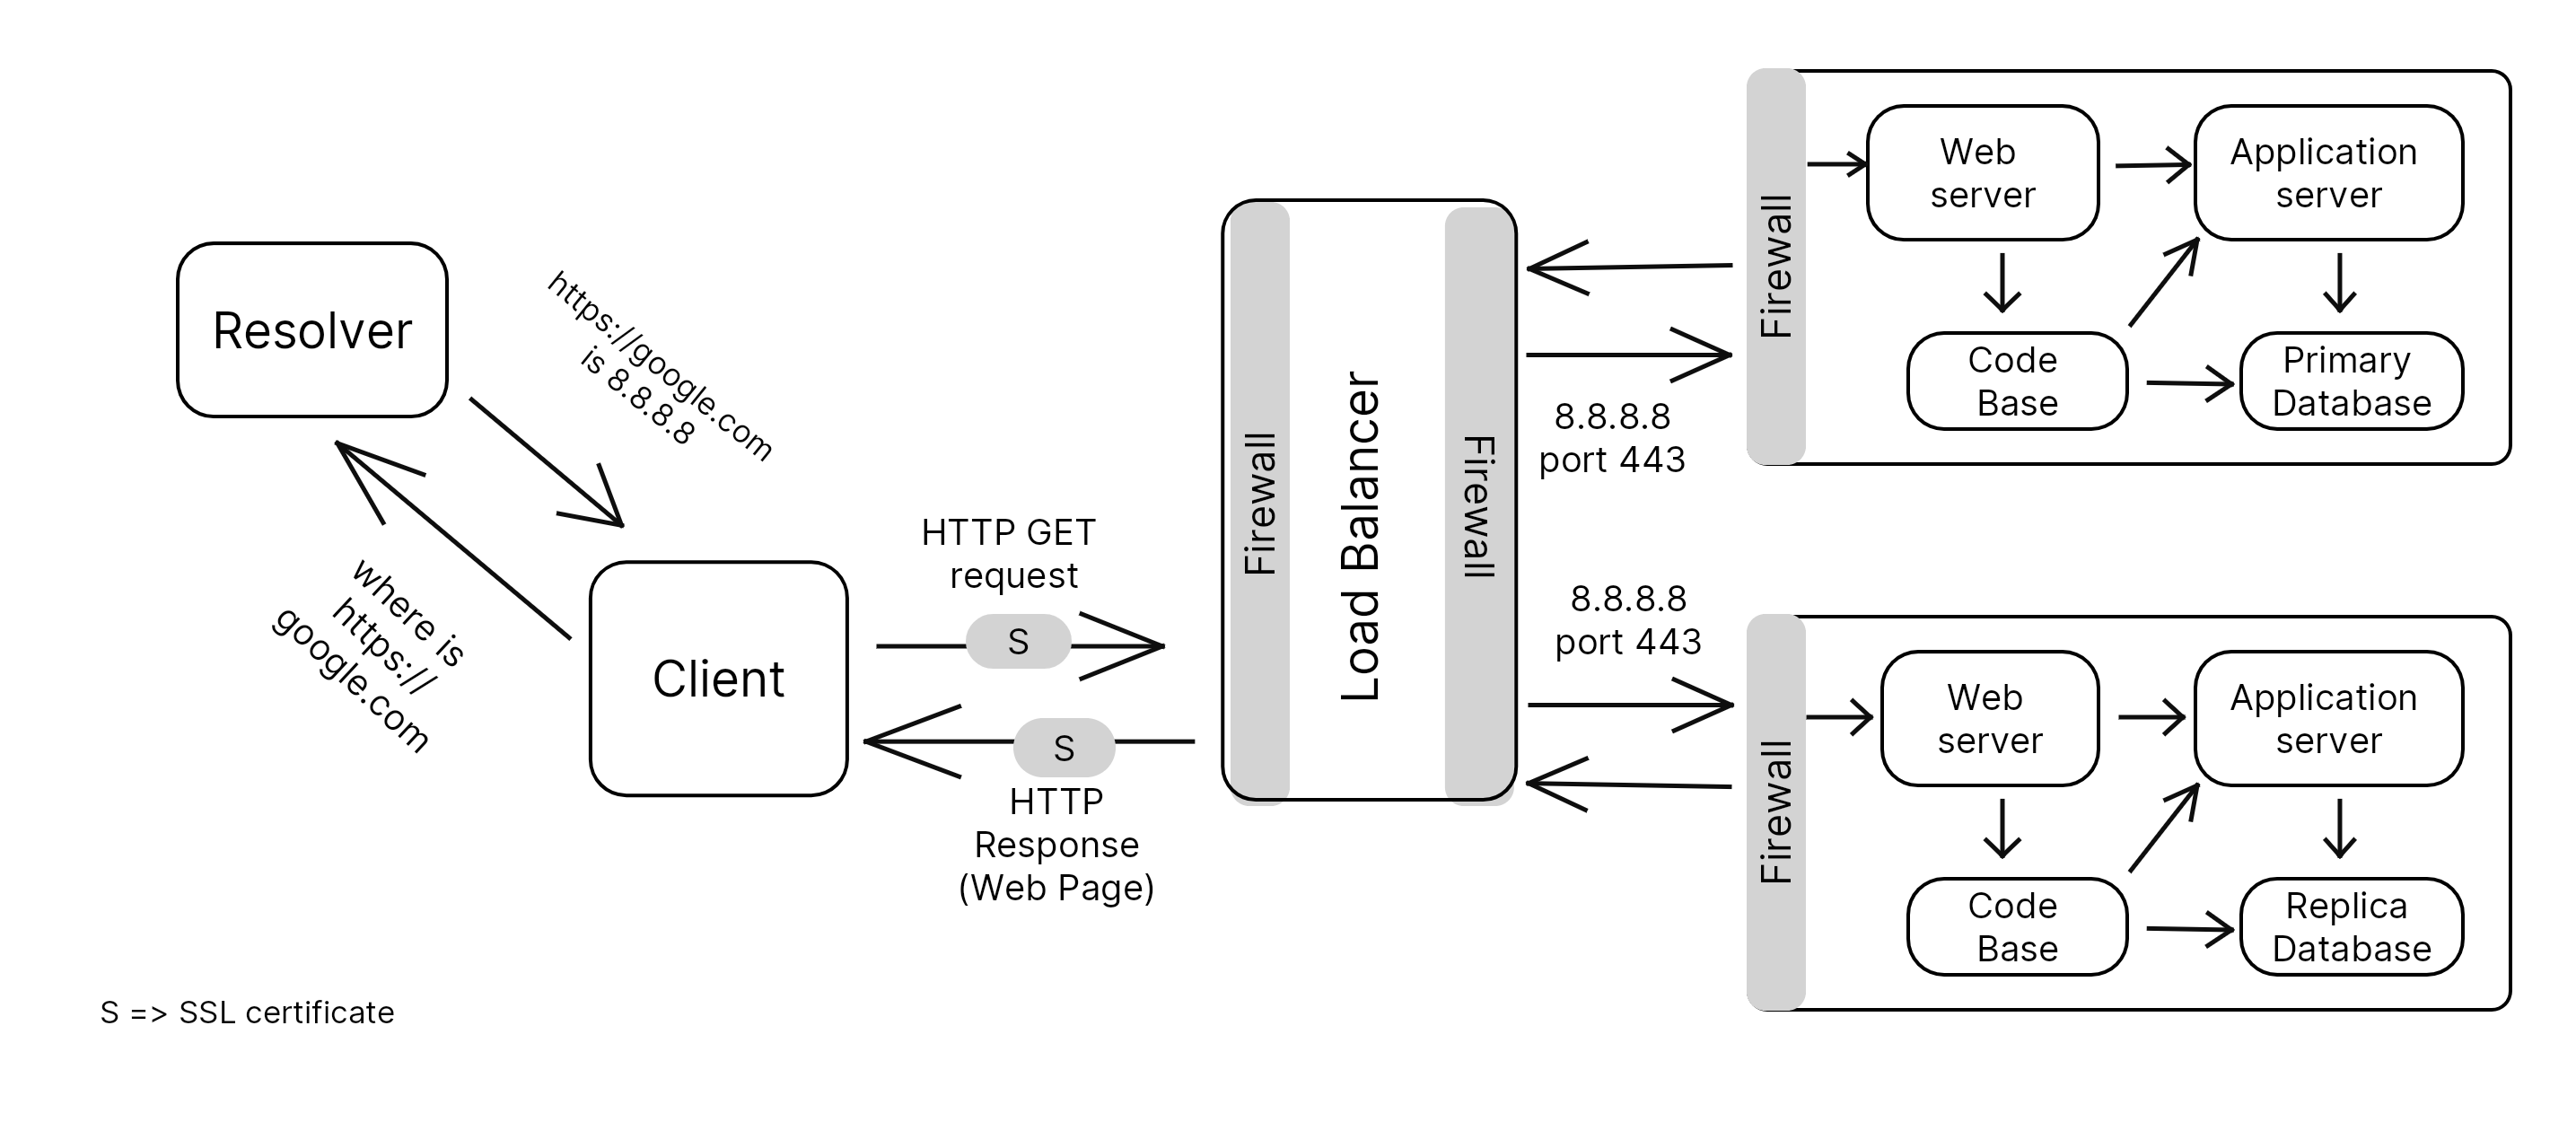 Resolver
https://google.com
is 8.8.8.8
where is
https://
google.com
Client
HTTP GET
request
S
S
HTTP
Response
(Web Page)
S => SSL certificate
Firewall
Load Balancer
Firewall
8.8.8.8
port 443
8.8.8.8
port 443
Firewall
Web
server
Application
server
Code
Base
Primary
Database
Firewall
Web
server
Application
server
Code
Base
Replica
Database